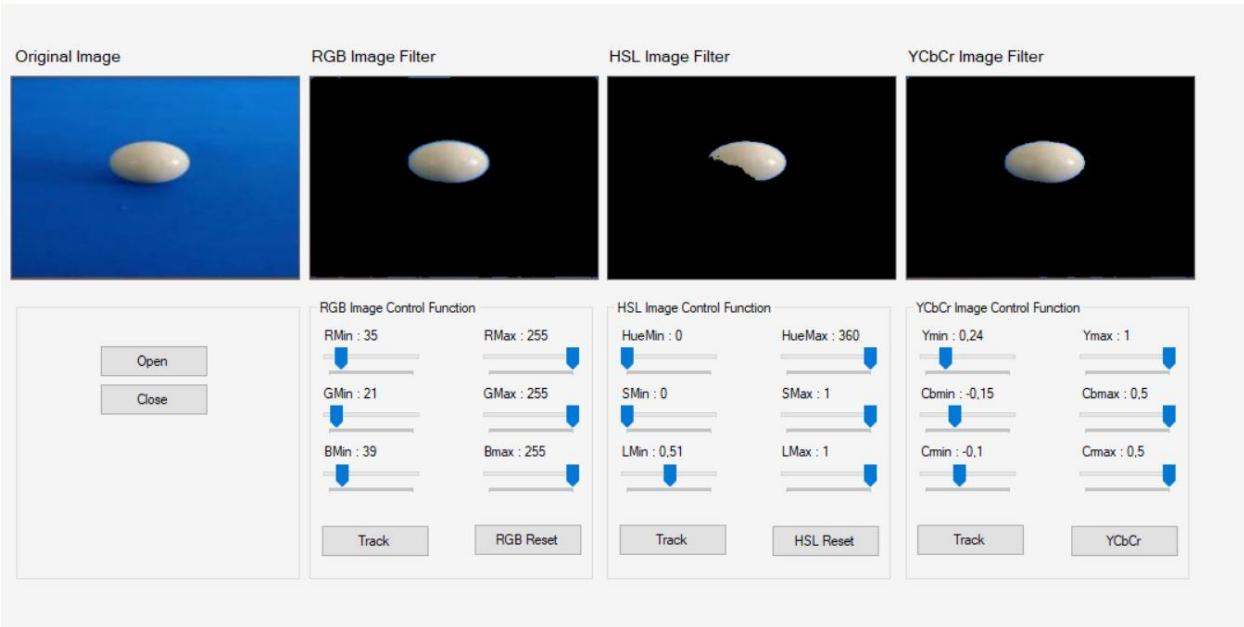 Original Image
RGB Image Filter
HSL Image Filter
YCbCr Image Filter
Open
Close
RGB Image Control Function
RMin : 35
RMax : 255
GMin : 21
GMax : 255
BMin : 39
Bmax : 255
Track
RGB Reset
HSL Image Control Function
HueMin : 0
HueMax : 360
SMin : 0
SMax : 1
LMin : 0,51
LMax : 1
Track
HSL Reset
YCbCr Image Control Function
Ymin : 0,24
Ymax : 1
Cbmin : -0,15
Cbmax : 0,5
Crmin : -0,1
Crmax : 0,5
Track
YCbCr